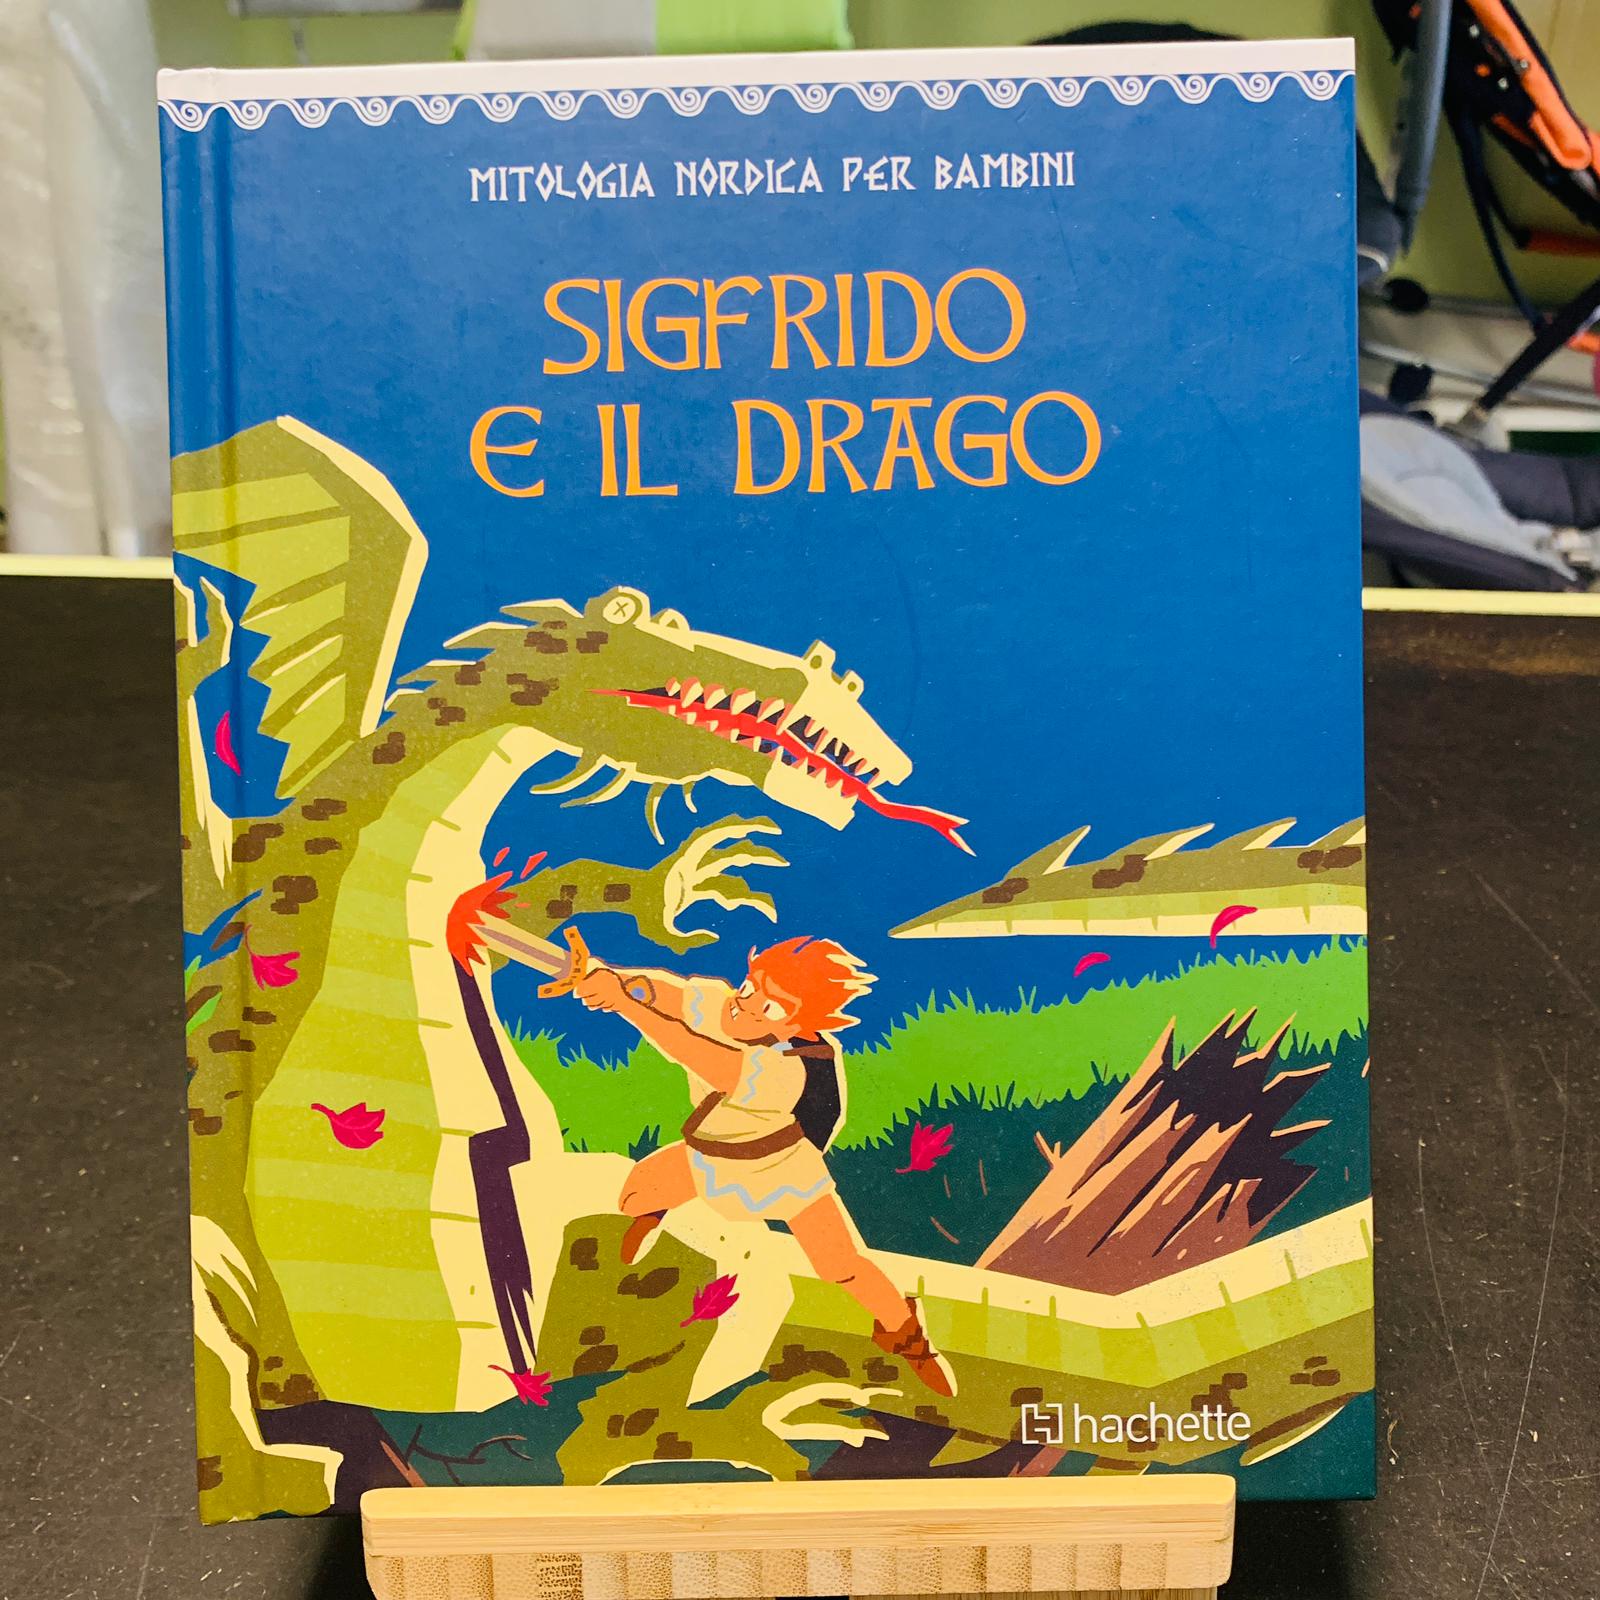 MITOLOGIA NORDICA PER BAMBINI
SIGFRIDO
E IL DRAGO
hachette